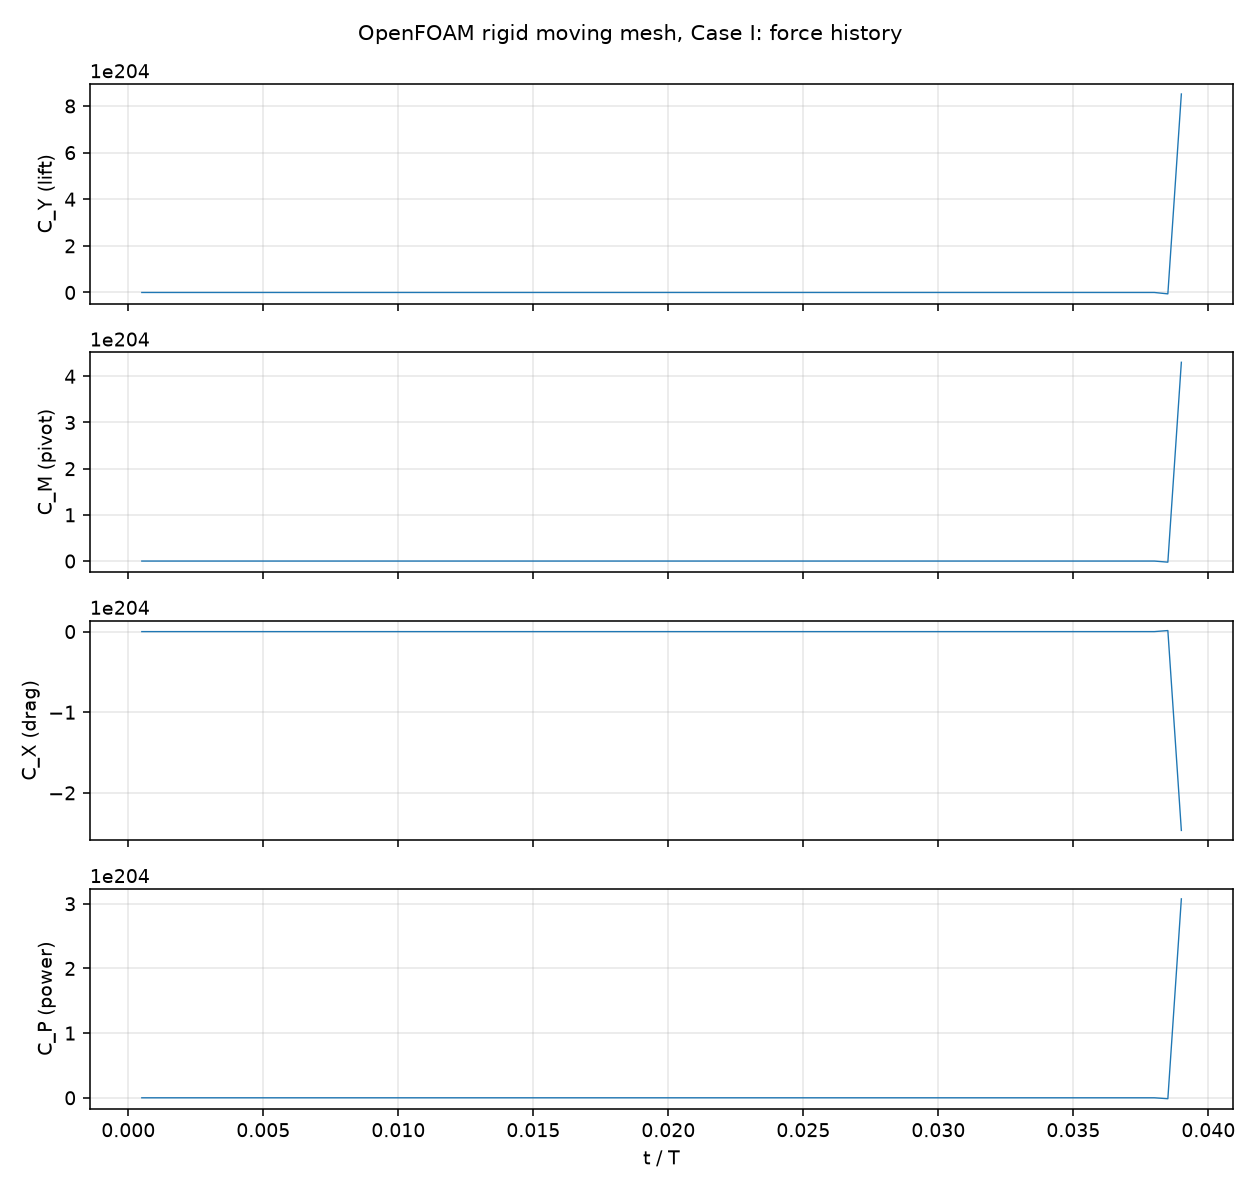 OpenFOAM rigid moving mesh, Case I: force history
1e204
8
6
4
2
0
C_Y (lift)
1e204
4
3
2
1
0
C_M (pivot)
1e204
0
−1
−2
C_X (drag)
1e204
3
2
1
0
C_P (power)
0.000 0.005 0.010 0.015 0.020 0.025 0.030 0.035 0.040
t / T